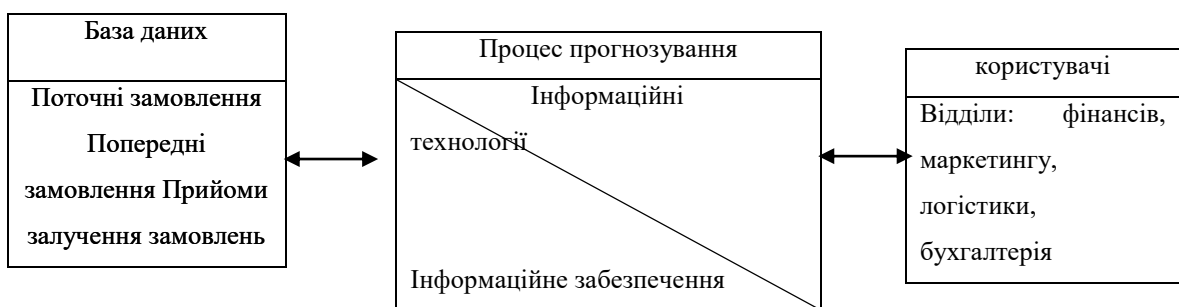 База даних
Поточні замовлення
Попередні
замовлення Прийоми
залучення замовлень
Процес прогнозування
Інформаційні
технології
Інформаційне забезпечення
користувачі
Відділи: фінансів,
маркетингу,
логістики,
бухгалтерія